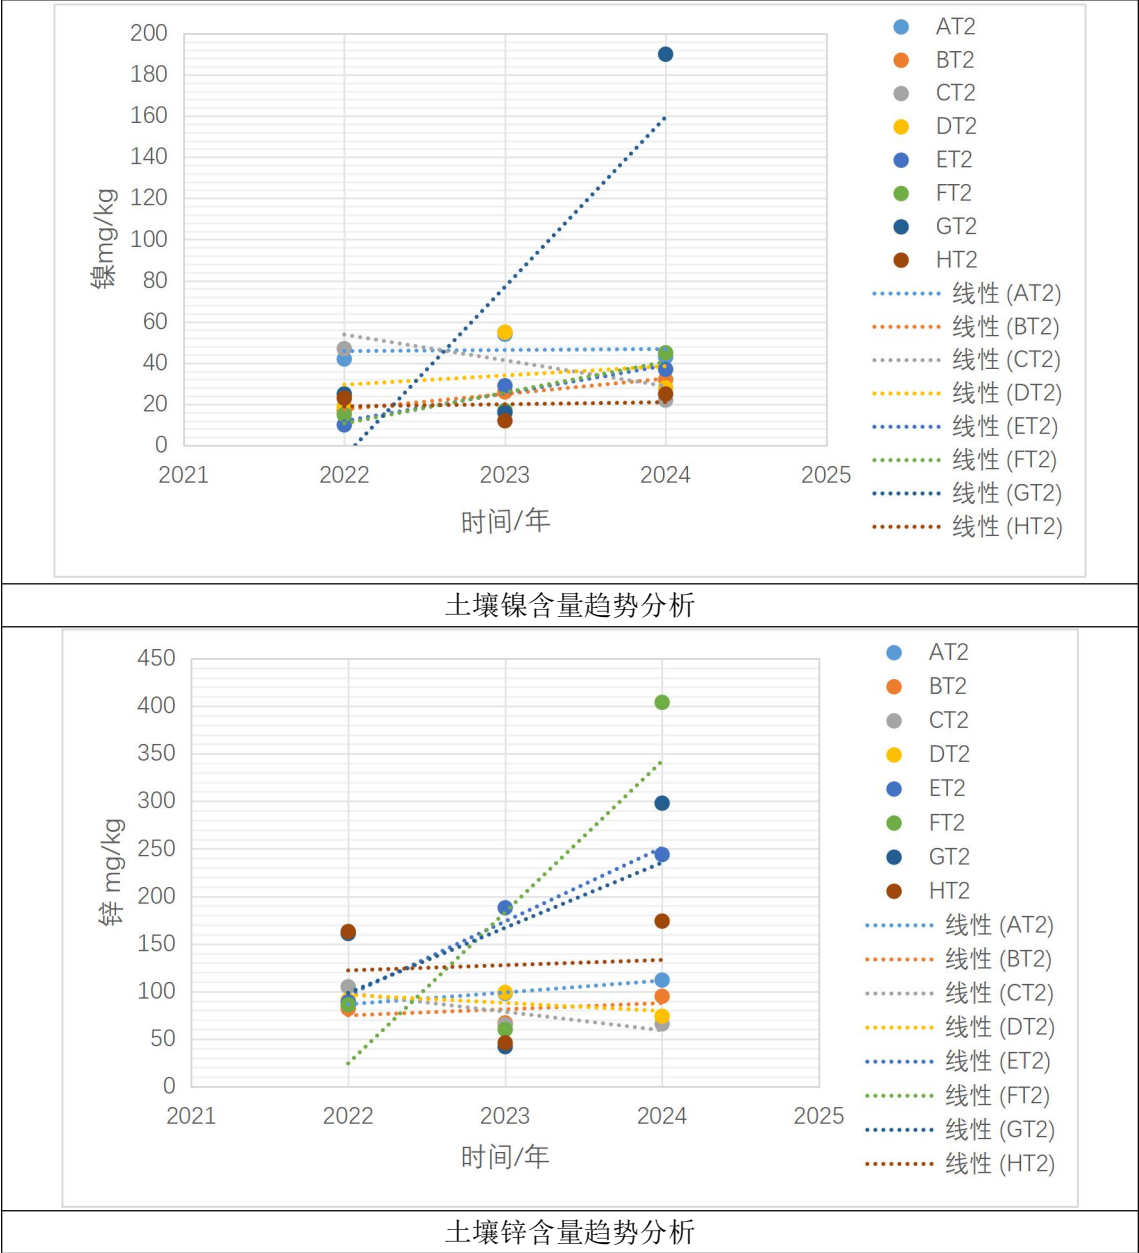 200
180
160
140
120
100
80
60
40
20
0
镍mg/kg
2021 2022 2023 2024 2025
时间/年
AT2
BT2
CT2
DT2
ET2
FT2
GT2
HT2
线性 (AT2)
线性 (BT2)
线性 (CT2)
线性 (DT2)
线性 (ET2)
线性 (FT2)
线性 (GT2)
线性 (HT2)
土壤镍含量趋势分析
450
400
350
300
250
200
150
100
50
0
锌 mg/kg
2021 2022 2023 2024 2025
时间/年
AT2
BT2
CT2
DT2
ET2
FT2
GT2
HT2
线性 (AT2)
线性 (BT2)
线性 (CT2)
线性 (DT2)
线性 (ET2)
线性 (FT2)
线性 (GT2)
线性 (HT2)
土壤锌含量趋势分析